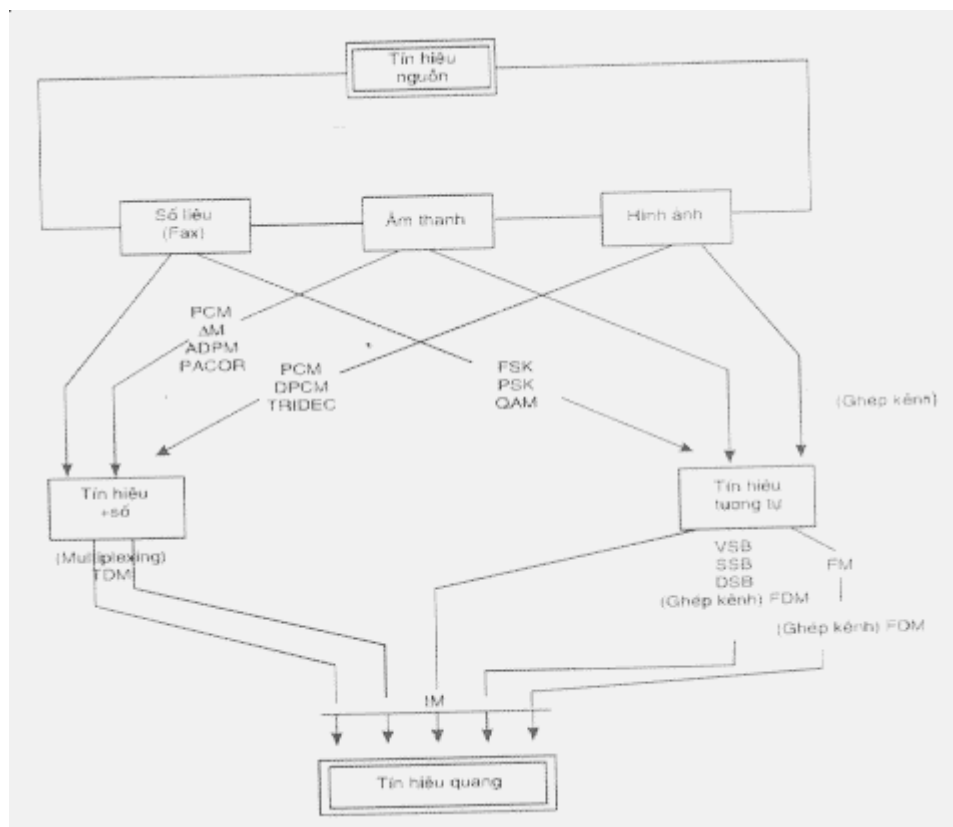 Tín hiệu
nguồn
Số liệu
(Fax)
Âm thanh
Hình ảnh
PCM
ΔM
ADPM
PACOR
PCM
DPCM
TRIDEC
FSK
PSK
QAM
(Ghép kênh)
Tín hiệu
+số
Tín hiệu
tương tự
(Multiplexing)
TDM
VSB
SSB
DSB
(Ghép kênh) FDM
FM
(Ghép kênh) FDM
IM
Tín hiệu quang